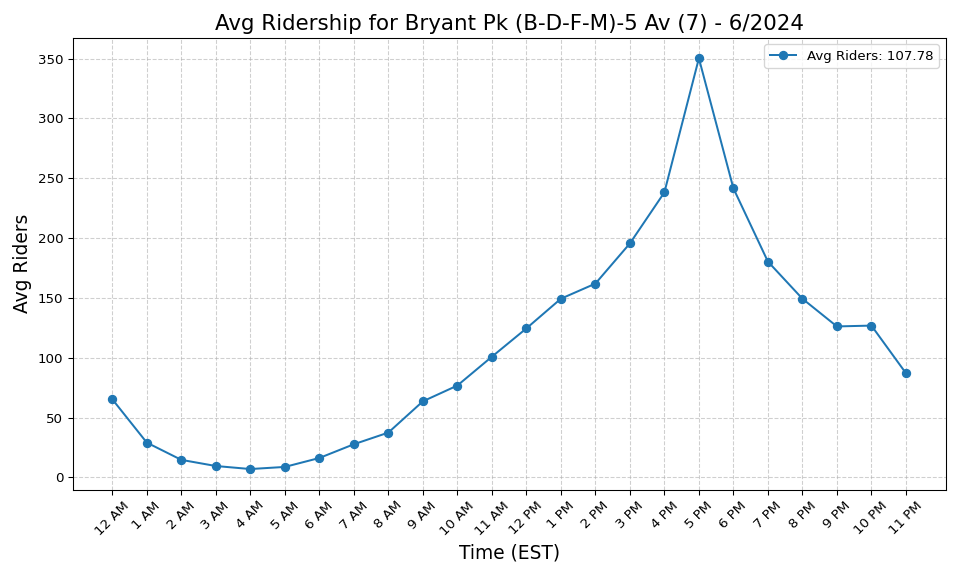 Avg Ridership for Bryant Pk (B-D-F-M)-5 Av (7) - 6/2024
Avg Riders: 107.78
Avg Riders
350
300
250
200
150
100
50
0
12 AM
1 AM
2 AM
3 AM
4 AM
5 AM
6 AM
7 AM
8 AM
9 AM
10 AM
11 AM
12 PM
1 PM
2 PM
3 PM
4 PM
5 PM
6 PM
7 PM
8 PM
9 PM
10 PM
11 PM
Time (EST)